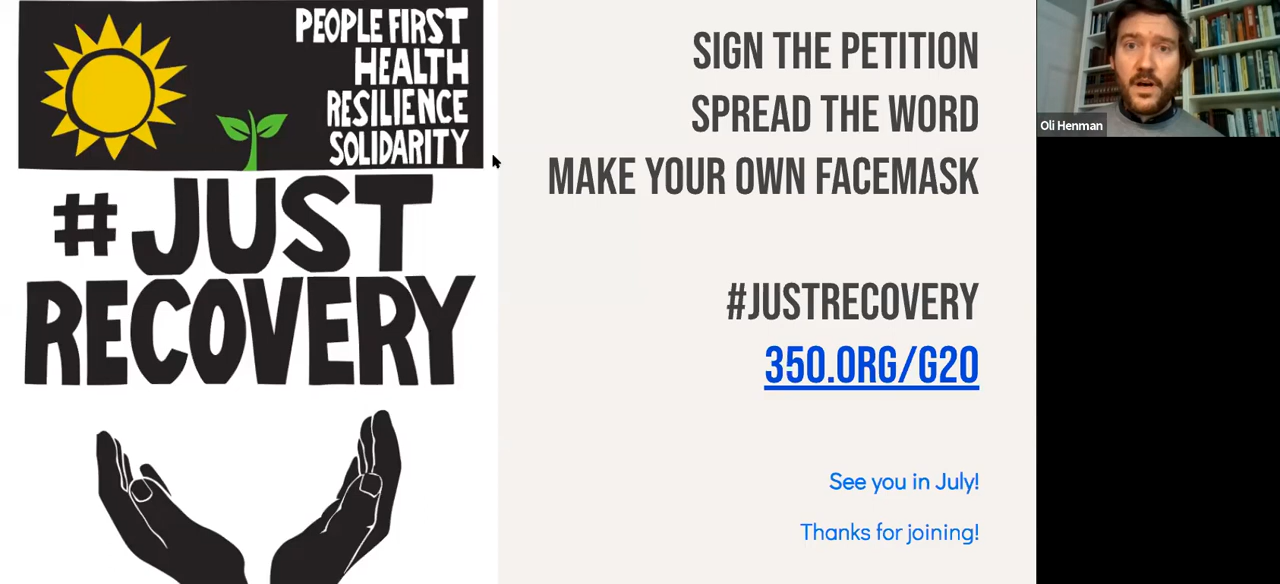 PEOPLE FIRST
HEALTH
RESILIENCE
SOLIDARITY
#JUST
RECOVERY
SIGN THE PETITION
SPREAD THE WORD
MAKE YOUR OWN FACEMASK
#JUSTRECOVERY
350.ORG/G20
See you in July!
Thanks for joining!
Oli Henman